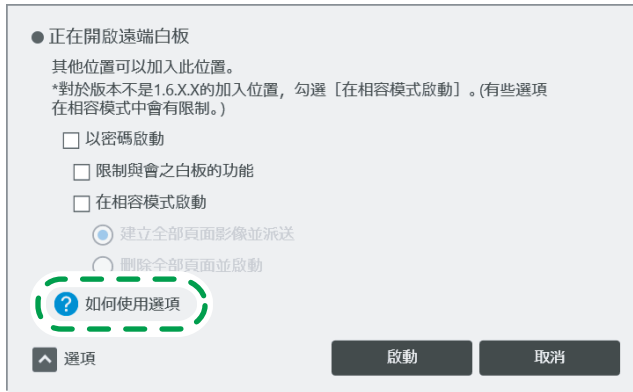 正在開啟遠端白板
其他位置可以加入此位置。
*對於版本不是1.6.X.X的加入位置，勾選［在相容模式啟動］。(有些選項
在相容模式中會有限制。)
以密碼啟動
限制與會之白板的功能
在相容模式啟動
建立全部頁面影像並派送
刪除全部頁面並啟動
? 如何使用選項
選項
啟動
取消